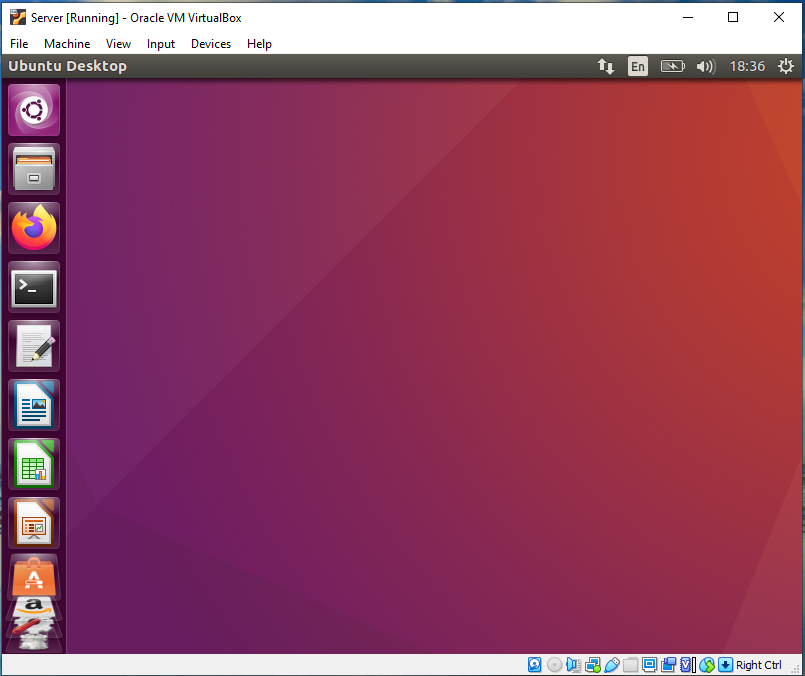 Server [Running] - Oracle VM VirtualBox
File Machine View Input Devices Help
Ubuntu Desktop En 18:36
Right Ctrl